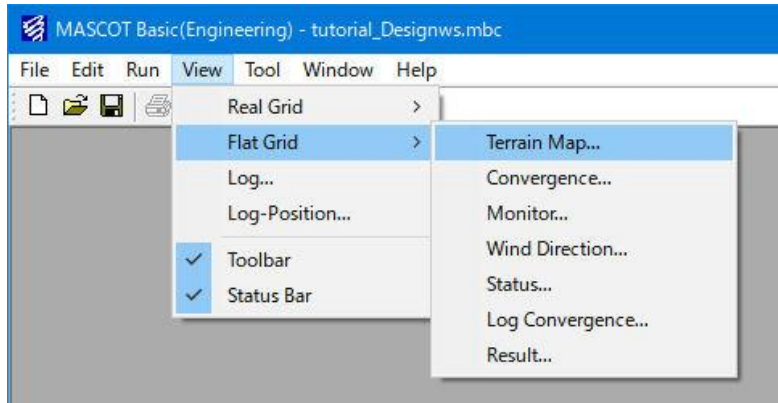 MASCOT Basic(Engineering) - tutorial_Designws.mbc
File Edit Run View Tool Window Help
Real Grid >
Flat Grid >
Log...
Log-Position...
Toolbar
Status Bar
Terrain Map...
Convergence...
Monitor...
Wind Direction...
Status...
Log Convergence...
Result...